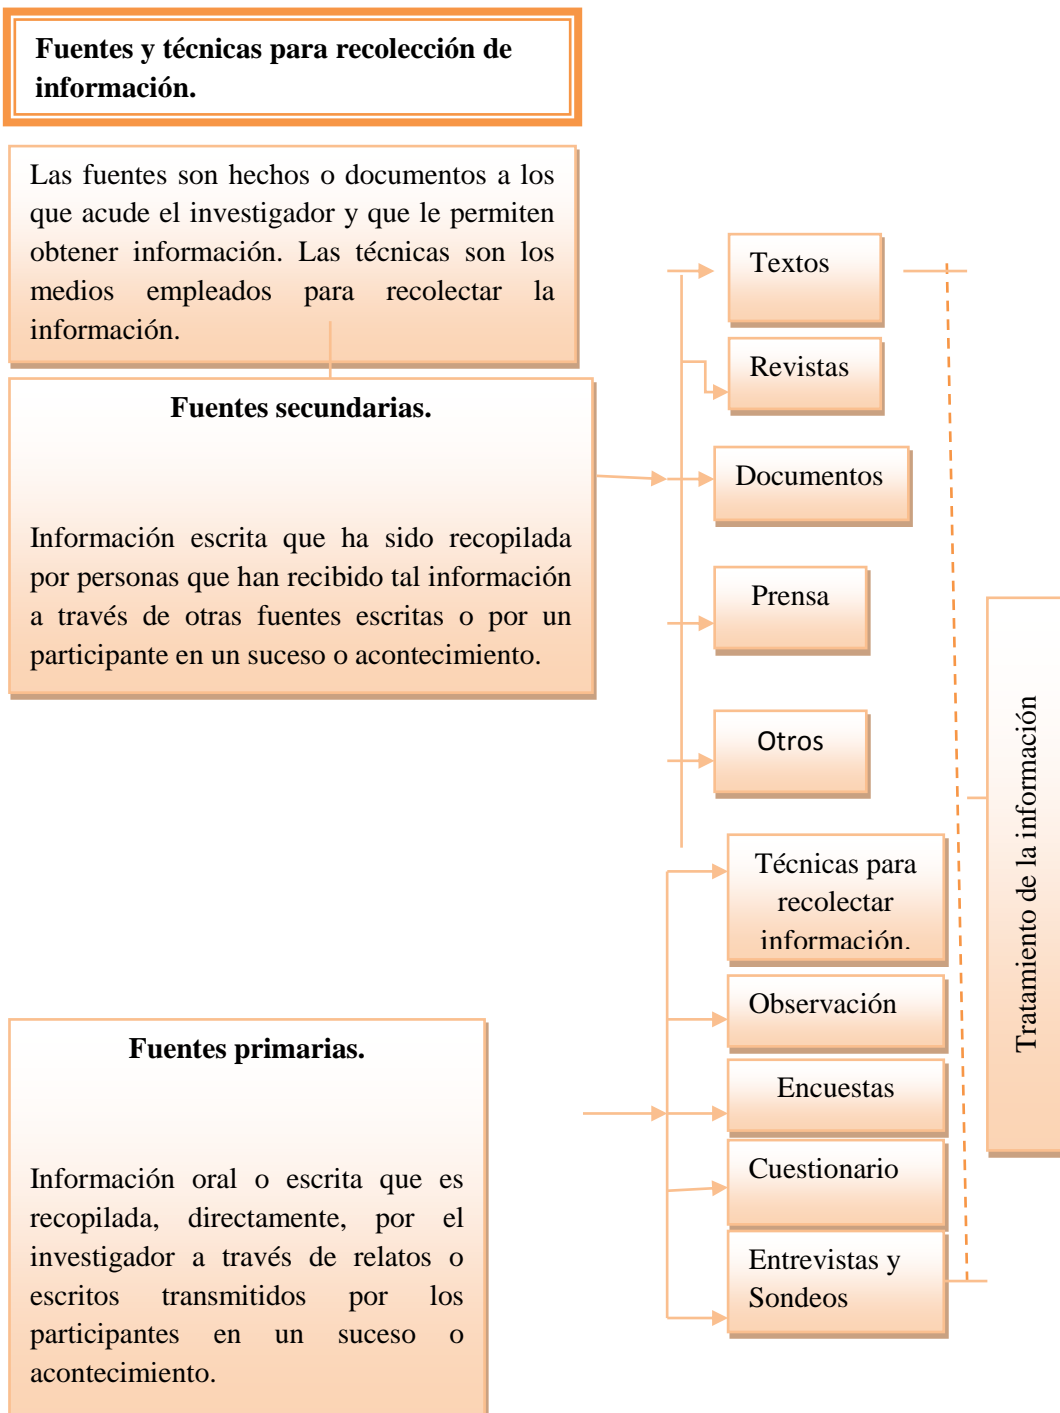 Fuentes y técnicas para recolección de
información.
Las fuentes son hechos o documentos a los
que acude el investigador y que le permiten
obtener información. Las técnicas son los
medios empleados para recolectar la
información.
Fuentes secundarias.
Información escrita que ha sido recopilada
por personas que han recibido tal información
a través de otras fuentes escritas o por un
participante en un suceso o acontecimiento.
Textos
Revistas
Documentos
Prensa
Otros
Fuentes primarias.
Información oral o escrita que es
recopilada, directamente, por el
investigador a través de relatos o
escritos transmitidos por los
participantes en un suceso o
acontecimiento.
Técnicas para
recolectar
información.
Observación
Encuestas
Cuestionario
Entrevistas y
Sondeos
Tratamiento de la información